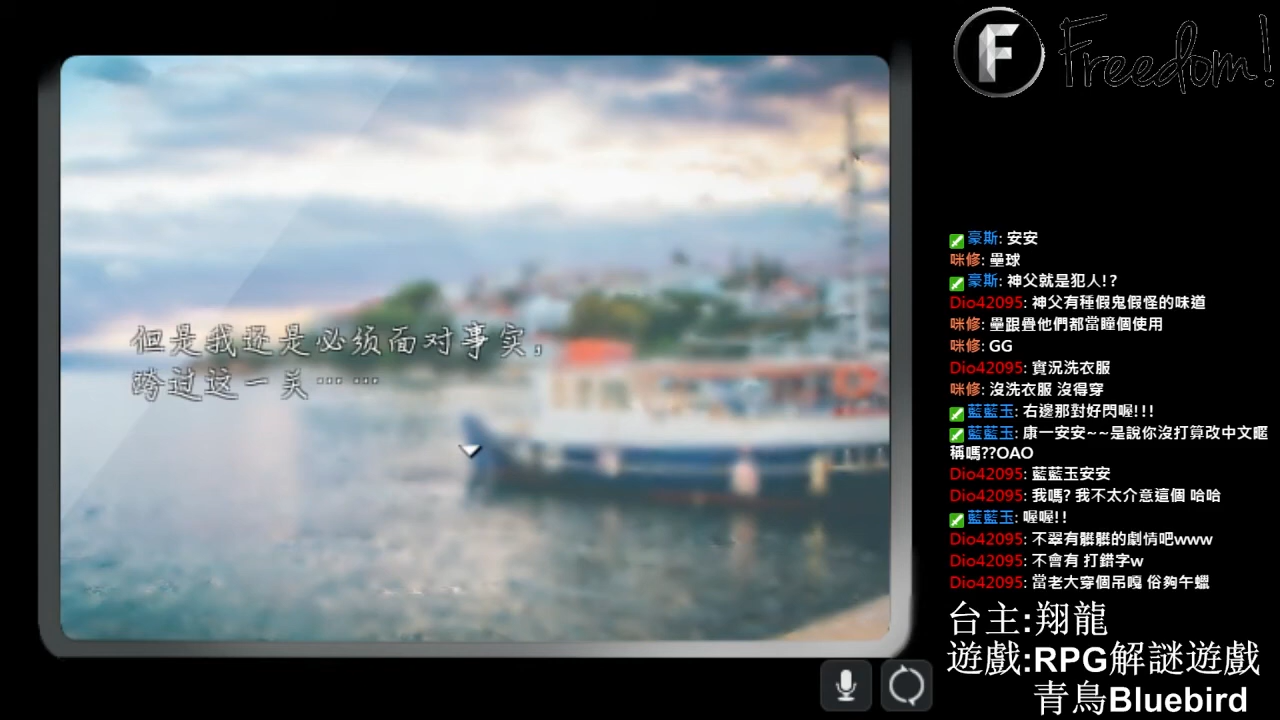 F Freedom!
但是我还是必须面对事实，
跨过这一关……
豪斯: 安安
咪修: 壘球
豪斯: 神父就是犯人!?
Dio42095: 神父有種假鬼假怪的味道
咪修: 壘跟疊他們都當瞳個使用
咪修: GG
Dio42095: 實況洗衣服
咪修: 沒洗衣服 沒得穿
藍藍玉: 右邊那對好閃喔!!!
藍藍玉: 康一安安~~是說你沒打算改中文暱
稱嗎??OAO
Dio42095: 藍藍玉安安
Dio42095: 我嗎? 我不太介意這個 哈哈
藍藍玉: 喔喔!!
Dio42095: 不翠有髒髒的劇情吧www
Dio42095: 不會有 打錯字w
Dio42095: 當老大穿個吊嘎 俗夠午蠟
台主:翔龍
遊戲:RPG解謎遊戲
青鳥Bluebird